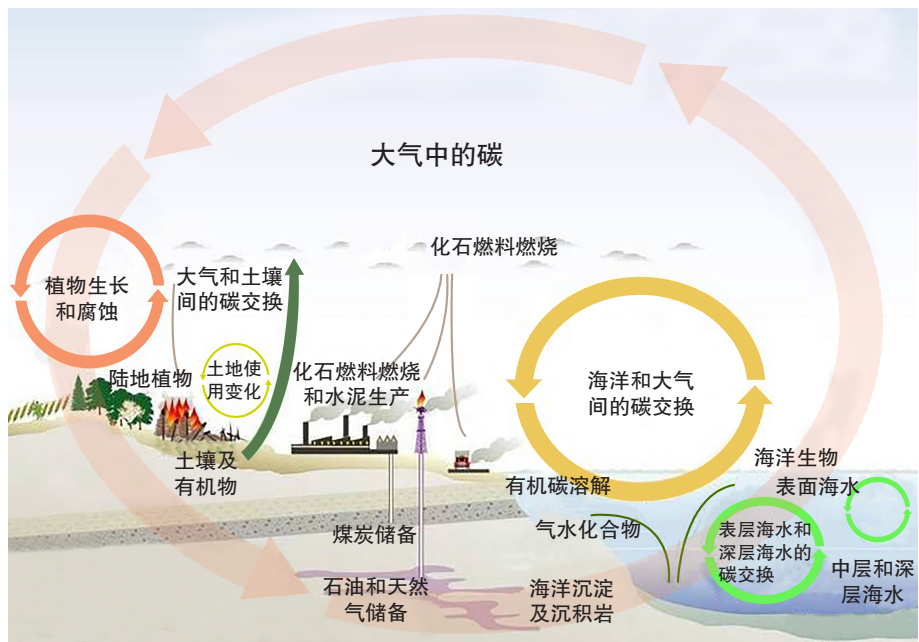 大气中的碳
化石燃料燃烧
植物生长
和腐蚀
大气和土壤
间的碳交换
陆地植物
土地使
用变化
化石燃料燃烧
和水泥生产
海洋和大气
间的碳交换
土壤及
有机物
海洋生物
表面海水
有机碳溶解
气水化合物
煤炭储备
表层海水和
深层海水的
碳交换
中层和深
层海水
石油和天然
气储备
海洋沉淀
及沉积岩